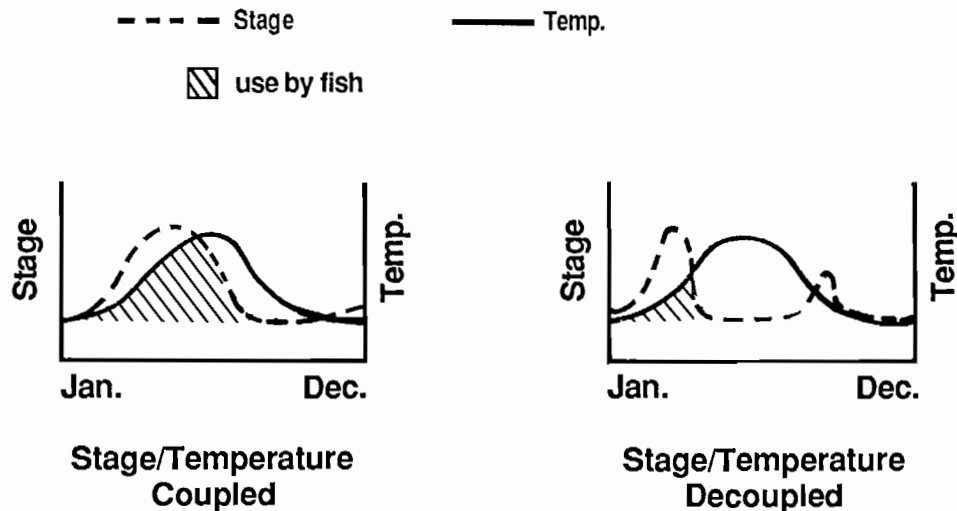 Stage
Temp.
use by fish
Stage
Temp.
Jan.
Dec.
Stage/Temperature
Coupled
Stage
Temp.
Jan.
Dec.
Stage/Temperature
Decoupled